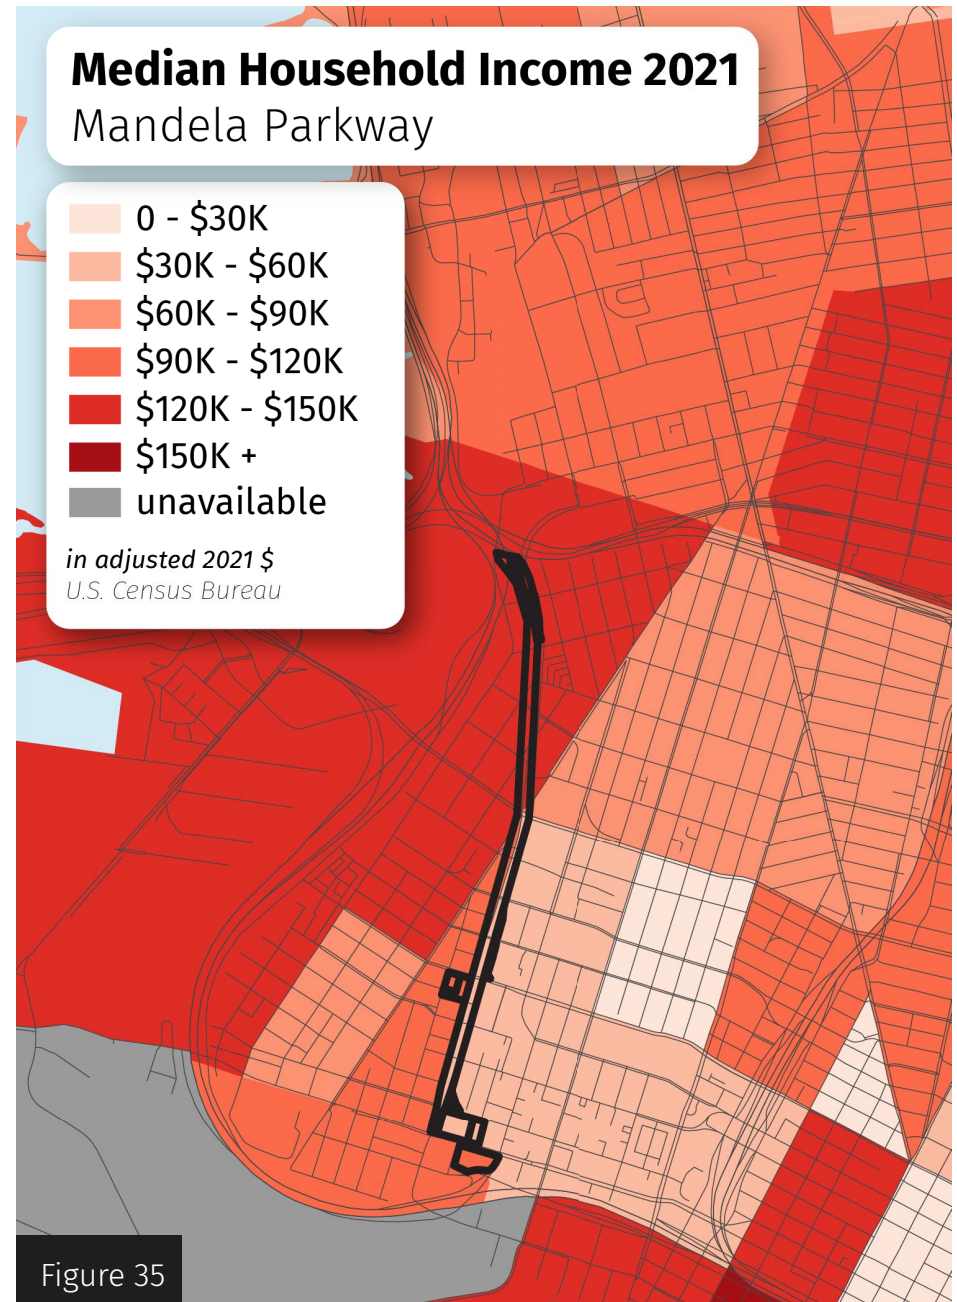 Median Household Income 2021
Mandela Parkway
0 - $30K
$30K - $60K
$60K - $90K
$90K - $120K
$120K - $150K
$150K +
unavailable
in adjusted 2021 $
U.S. Census Bureau
Figure 35